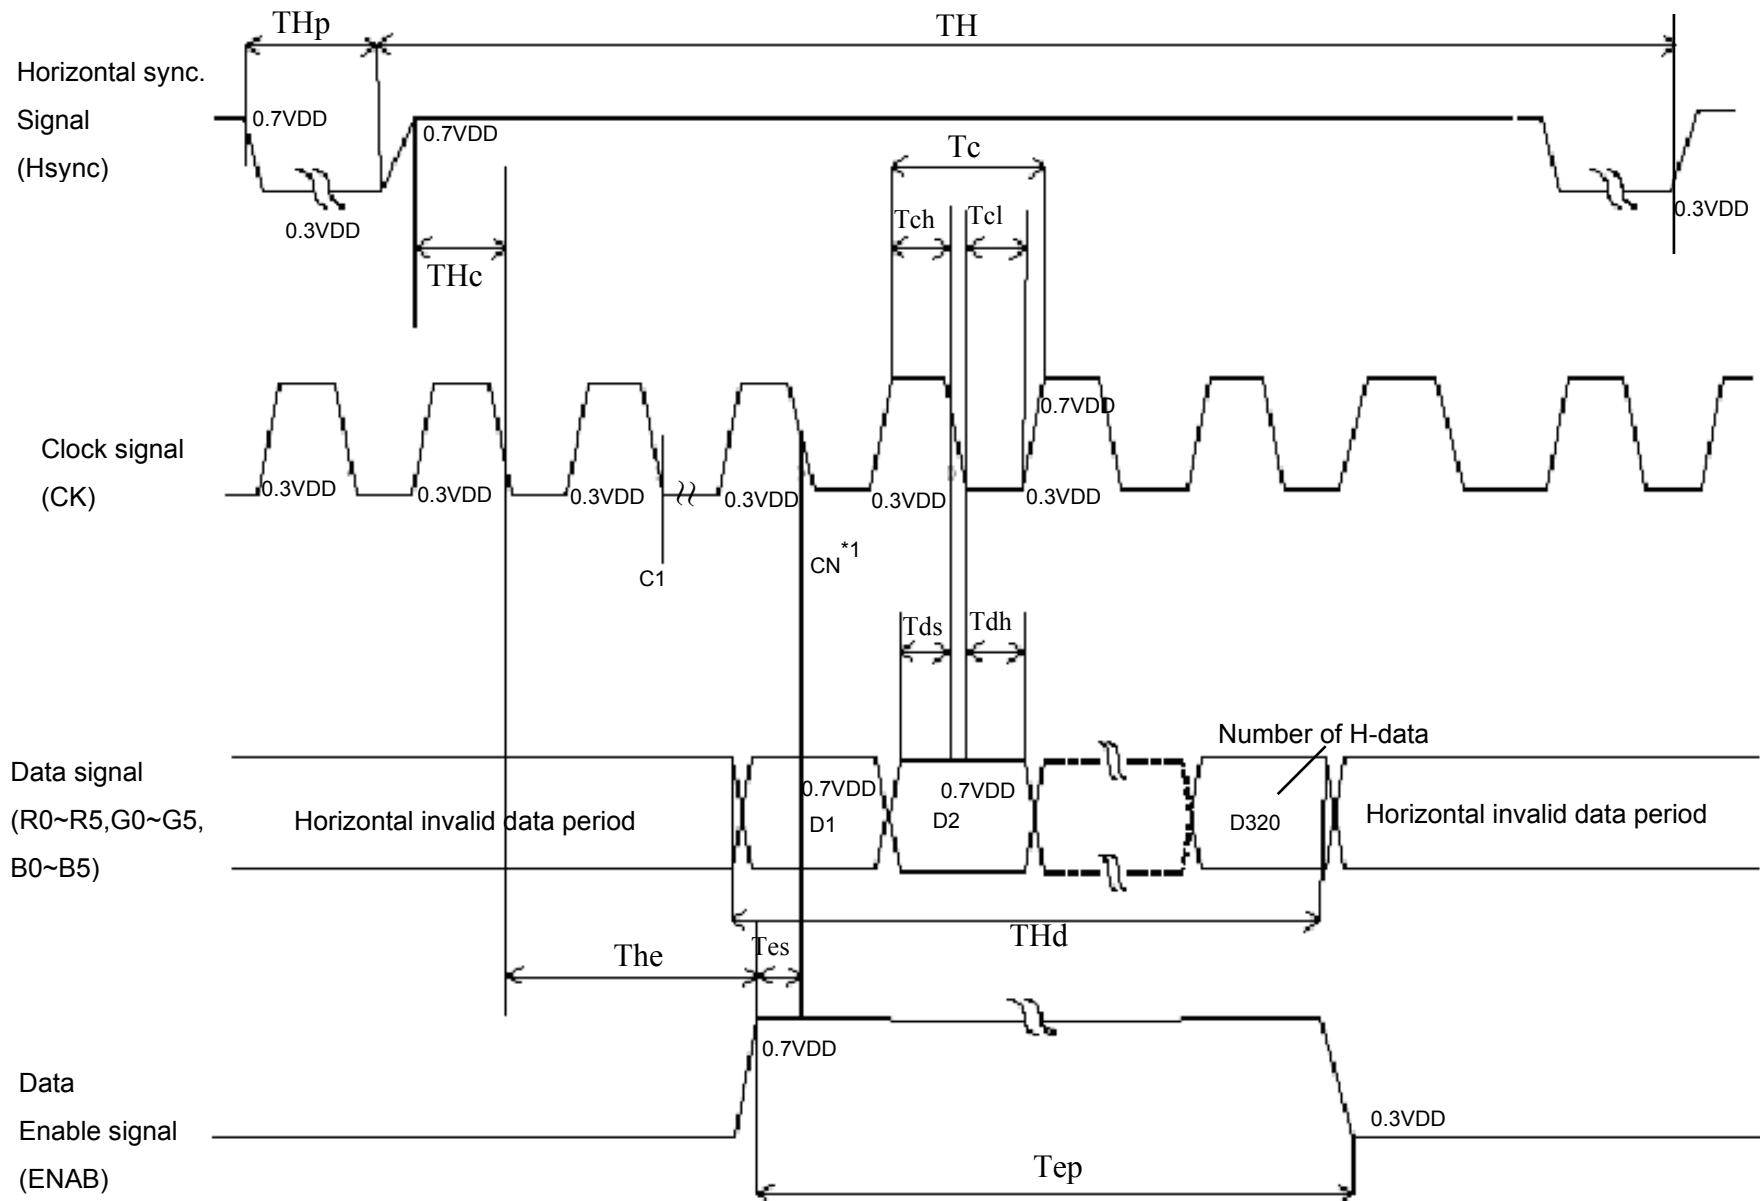 THp
TH
Horizontal sync.
Signal
(Hsync)
0.7VDD
0.7VDD
0.3VDD
0.3VDD
THc
Tc
Tch
Tcl
Clock signal
(CK)
0.7VDD
0.3VDD
0.3VDD
0.3VDD
0.3VDD
0.3VDD
0.3VDD
C1
CN*1
Tds
Tdh
Number of H-data
Data signal
(R0~R5,G0~G5,
B0~B5)
Horizontal invalid data period
0.7VDD
D1
0.7VDD
D2
D320
Horizontal invalid data period
THd
The
Tes
0.7VDD
Data
Enable signal
(ENAB)
0.3VDD
Tep